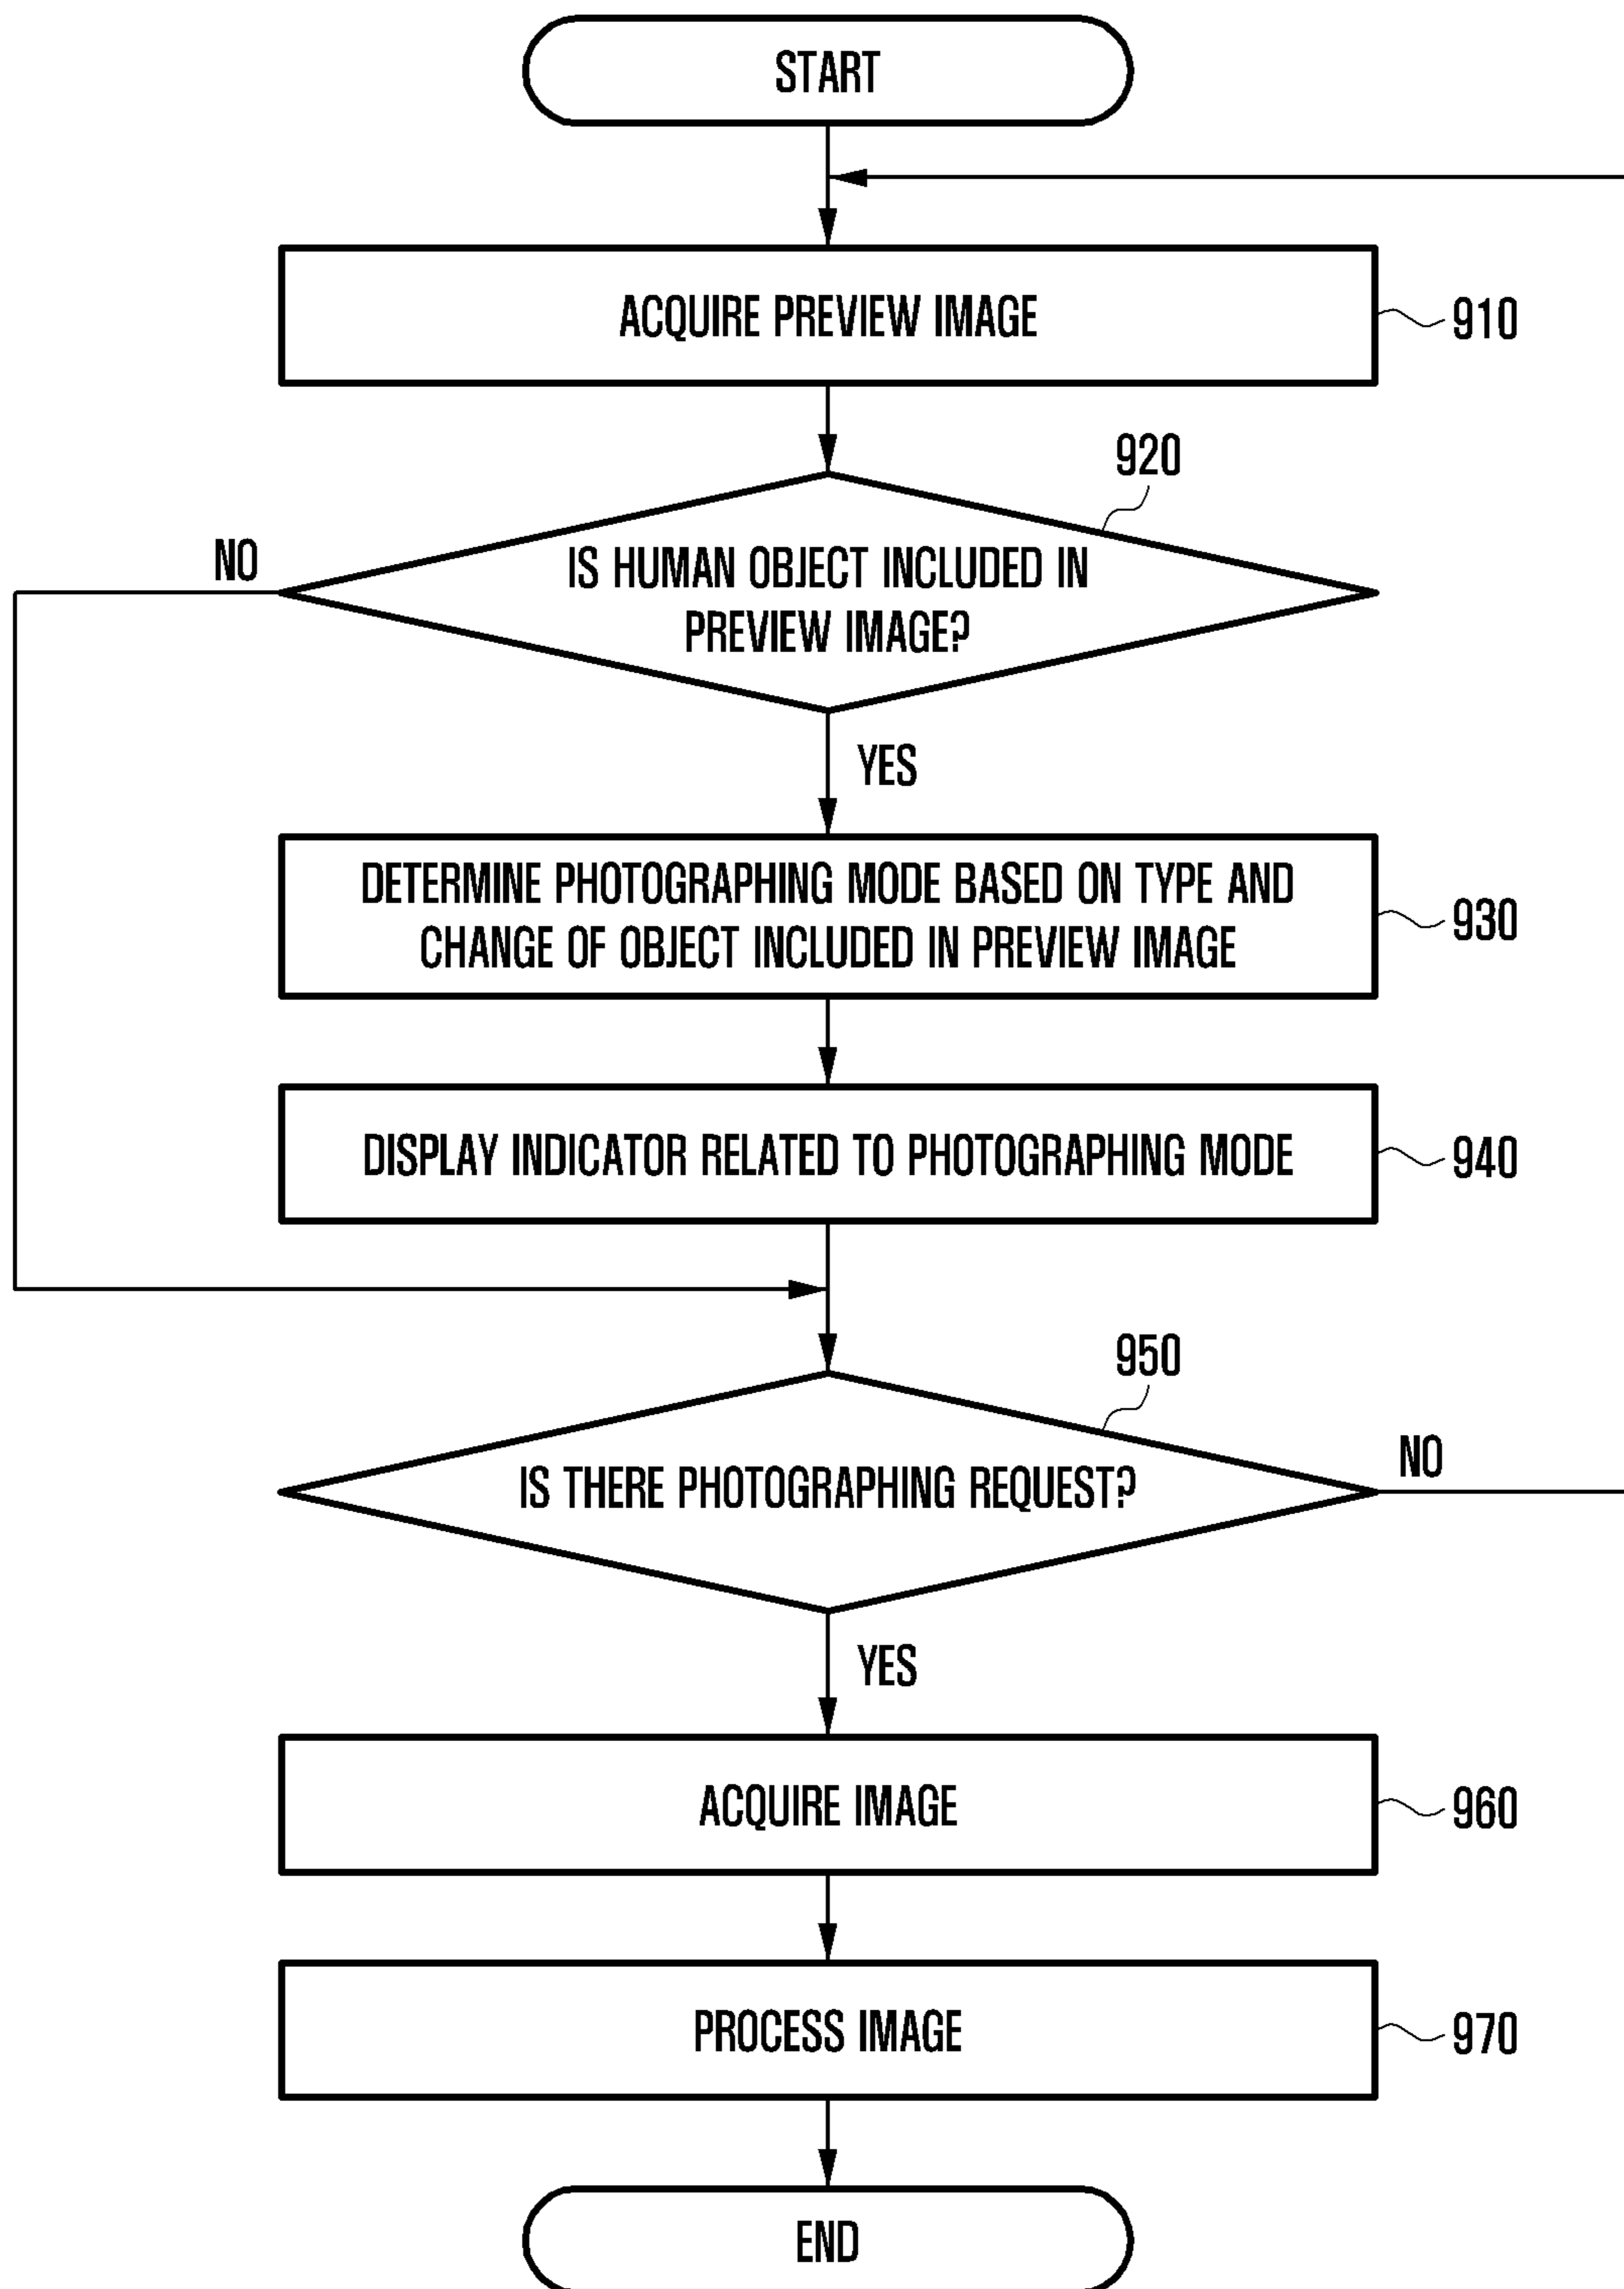 START
ACQUIRE PREVIEW IMAGE
910
920
NO
IS HUMAN OBJECT INCLUDED IN
PREVIEW IMAGE?
YES
DETERMINE PHOTOGRAPHING MODE BASED ON TYPE AND
CHANGE OF OBJECT INCLUDED IN PREVIEW IMAGE
930
DISPLAY INDICATOR RELATED TO PHOTOGRAPHING MODE
940
950
IS THERE PHOTOGRAPHING REQUEST?
NO
YES
ACQUIRE IMAGE
960
PROCESS IMAGE
970
END